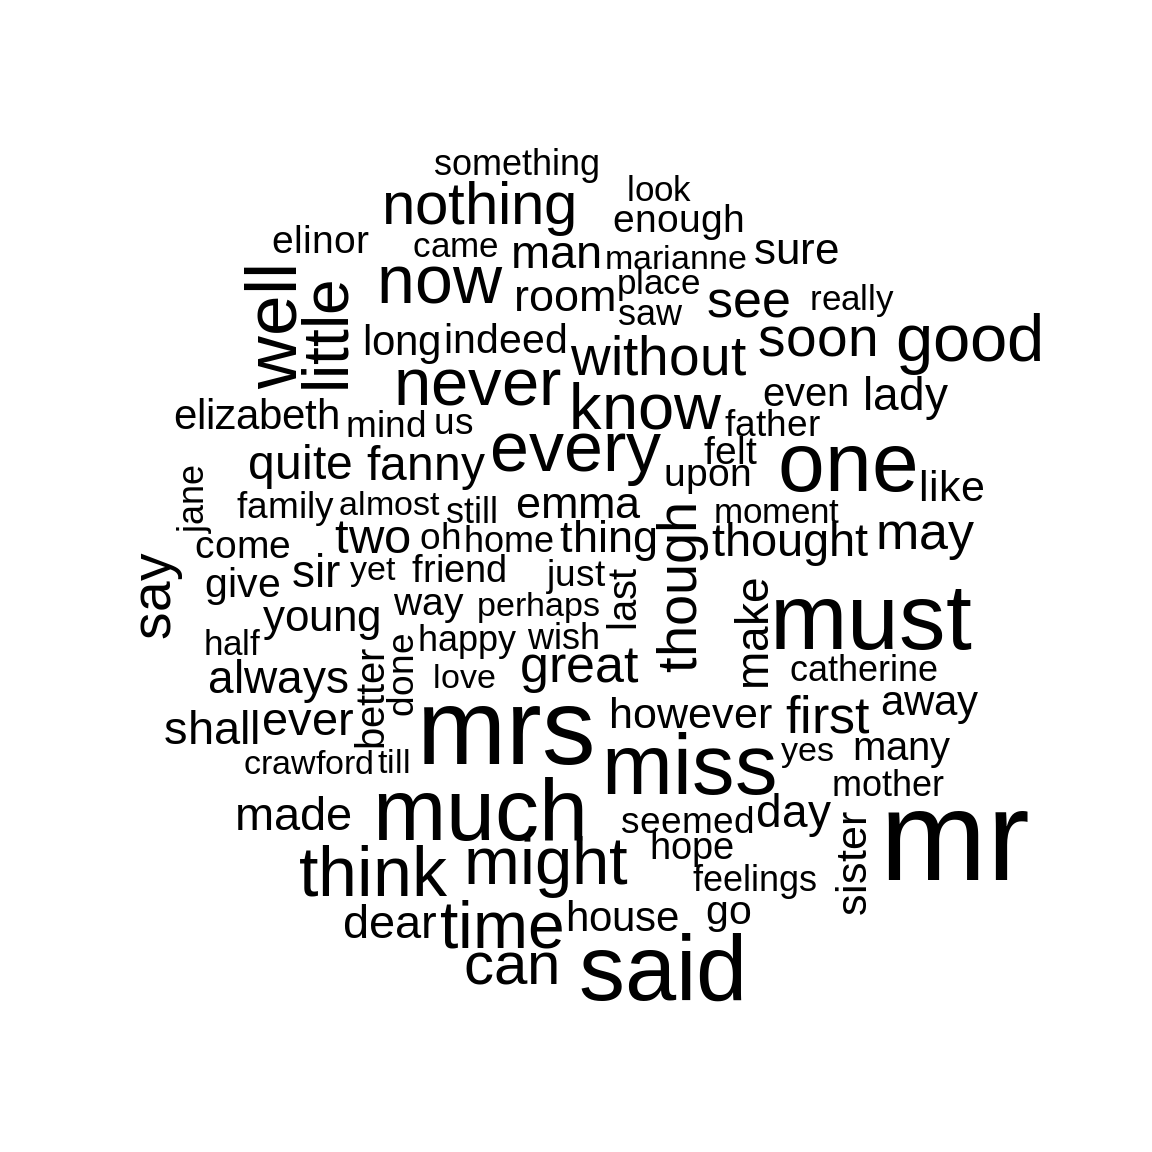 something
look
nothing
enough
elinor
came
man
marianne
sure
now
well
little
room
place
see
really
saw
long
indeed
without
soon
good
never
know
even
lady
elizabeth
mind
us
father
every
felt
quite
fanny
upon
one
like
jane
family
almost
still
emma
moment
come
two
oh
home
thing
though
thought
may
say
give
sir
yet
friend
just
last
make
must
young
way
perhaps
half
happy
wish
always
better
done
love
great
catherine
shall
ever
mrs
however
first
away
crawford
till
miss
yes
many
mother
made
much
seemed
day
mr
think
might
hope
feelings
sister
dear
time
house
go
can
said